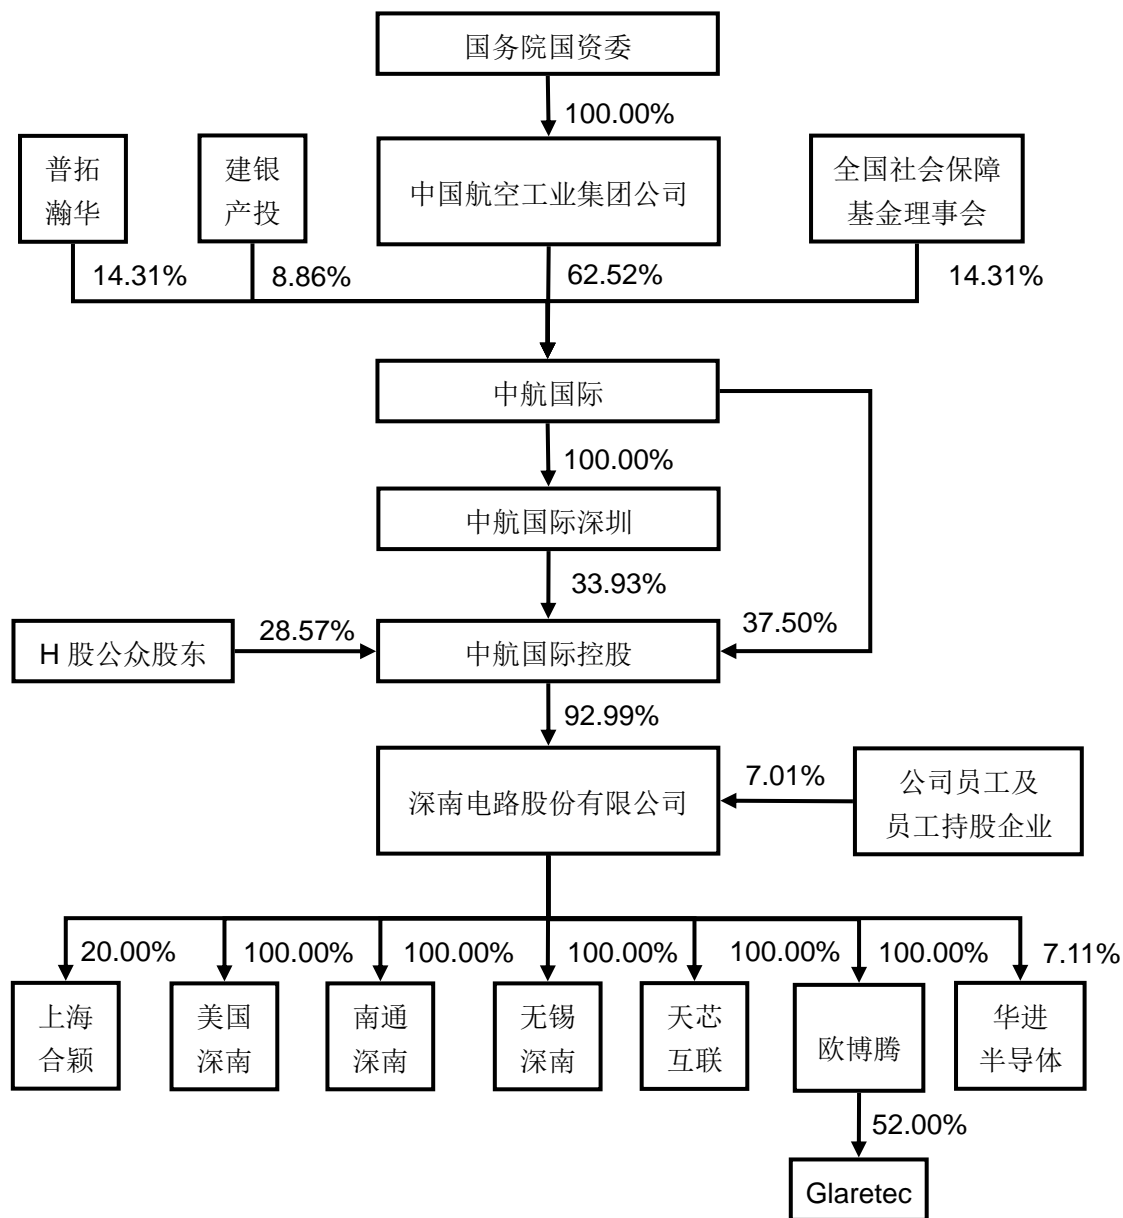 国务院国资委
100.00%
普拓
瀚华
建银
产投
中国航空工业集团公司
全国社会保障
基金理事会
14.31%
8.86%
62.52%
14.31%
中航国际
100.00%
中航国际深圳
33.93%
H 股公众股东
28.57%
中航国际控股
37.50%
92.99%
深南电路股份有限公司
7.01%
公司员工及
员工持股企业
20.00%
100.00%
100.00%
100.00%
100.00%
100.00%
7.11%
上海
合颖
美国
深南
南通
深南
无锡
深南
天芯
互联
欧博腾
华进
半导体
52.00%
Glaretec